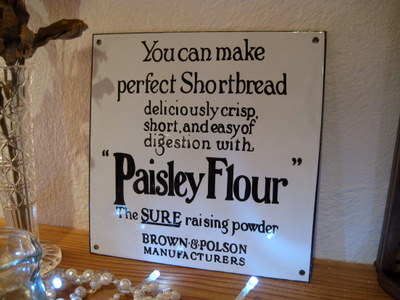 You can make
perfect Shortbread
deliciously crisp,
short, and easy of
digestion with
"Paisley Flour"
The SURE raising powder
BROWN & POLSON
MANUFACTURERS